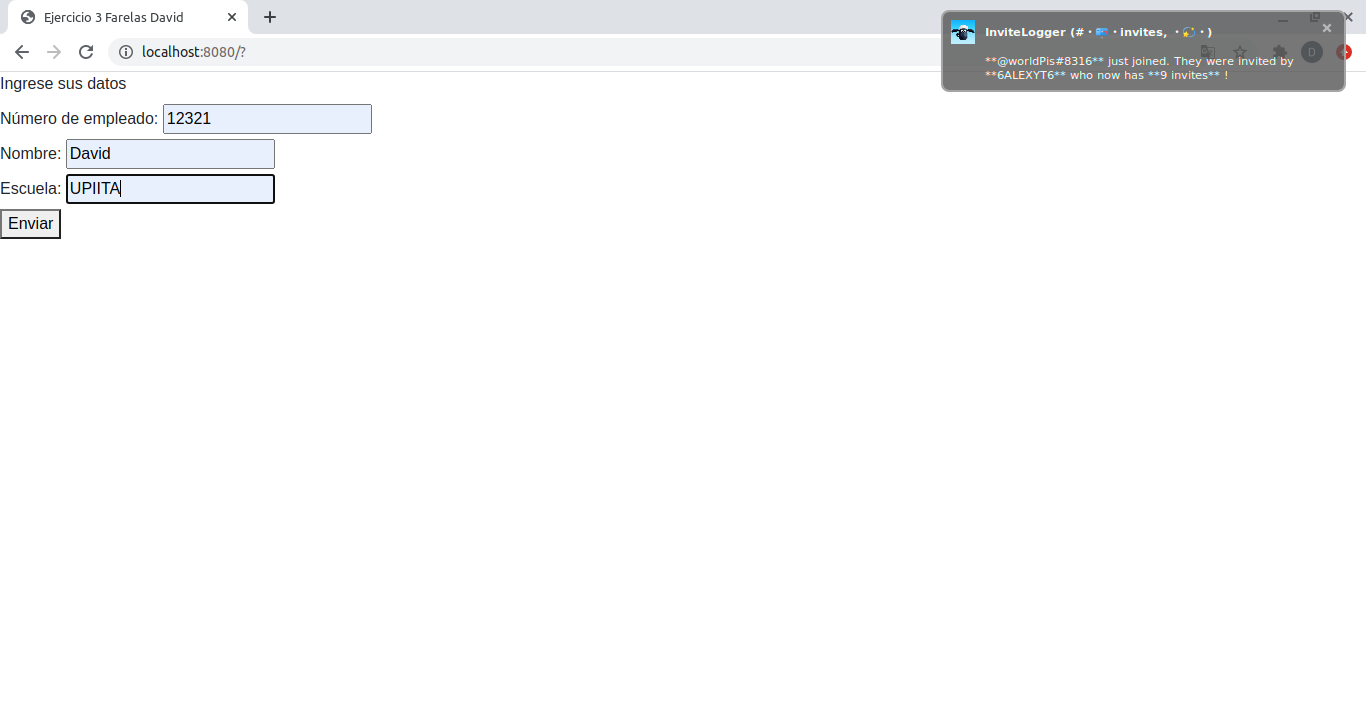 Ejercicio 3 Farelas David
localhost:8080/?
InviteLogger (#・・invites, ・・)
**@worldPis#8316** just joined. They were invited by
**6ALEXYT6** who now has **9 invites** !
D
Ingrese sus datos
Número de empleado: 12321
Nombre: David
Escuela: UPIITA
Enviar